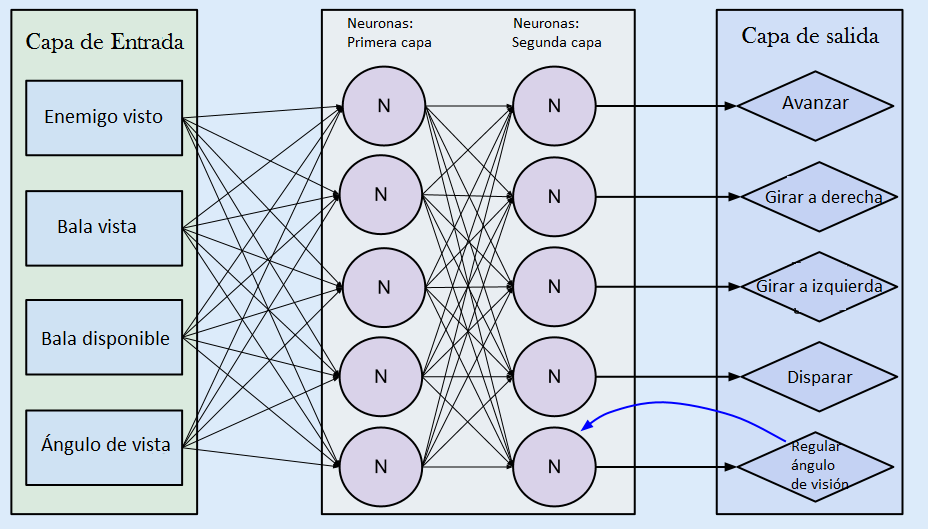 Capa de Entrada
Enemigo visto
Bala vista
Bala disponible
Ángulo de vista
Neuronas:
Primera capa
N
N
N
N
N
Neuronas:
Segunda capa
N
N
N
N
N
Capa de salida
Avanzar
Girar a derecha
Girar a izquierda
Disparar
Regular
ángulo
de visión